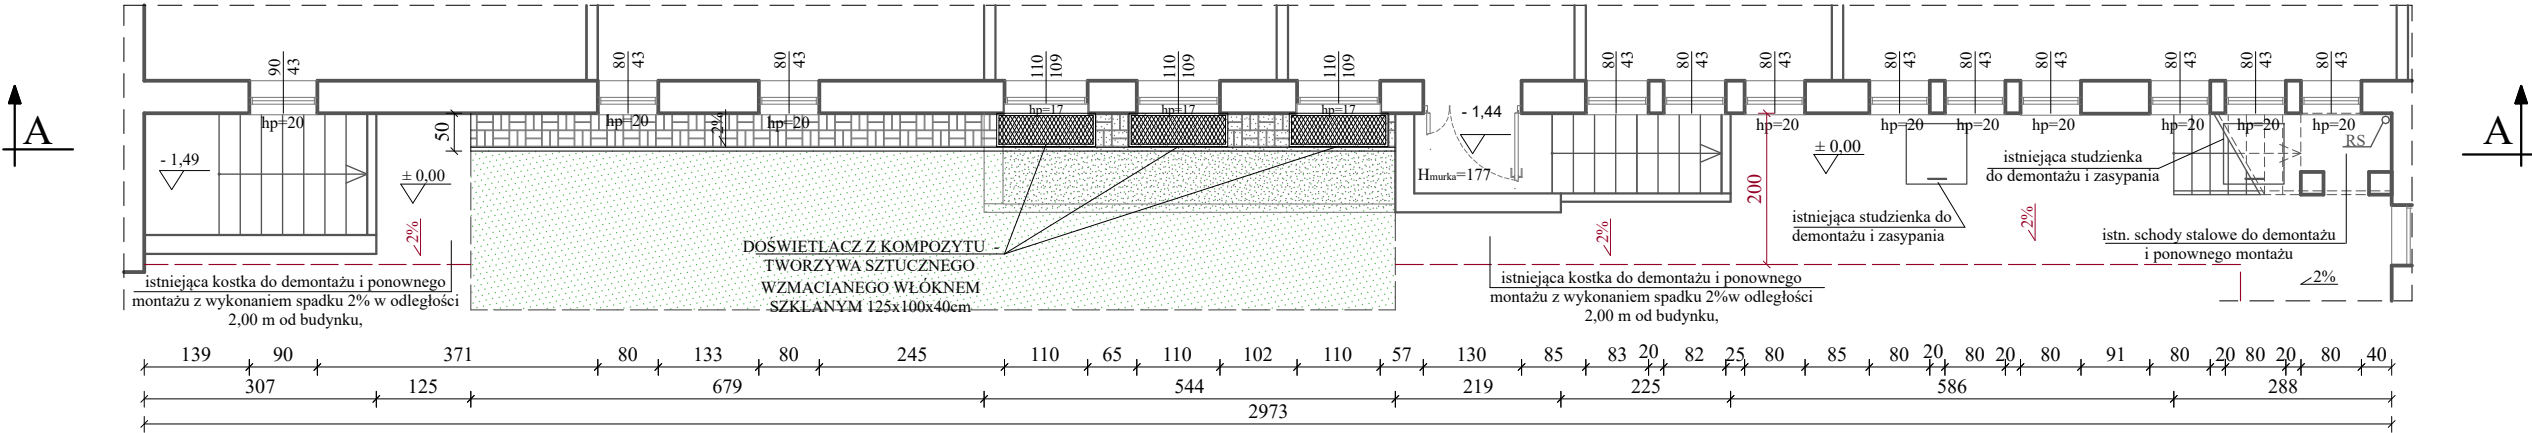 90
43
80
43
80
43
110
109
110
109
110
109
80
43
80
43
80
43
80
43
80
43
80
43
80
43
80
43
80
43
A
A
hp=20
hp=20
hp=20
hp=17
hp=17
hp=17
hp=20
hp=20
hp=20
hp=20
hp=20
hp=20
hp=20
50
2%
- 1,49
± 0,00
2%
- 1,44
Hmurka=177
± 0,00
200
2%
2%
2%
RS
istniejąca studzienka
do demontażu i zasypania
istniejąca studzienka do
demontażu i zasypania
istn. schody stalowe do demontażu
i ponownego montażu
DOŚWIETLACZ Z KOMPOZYTU -
TWORZYWA SZTUCZNEGO
WZMACIANEGO WŁÓKNEM
SZKLANYM 125x100x40cm
istniejąca kostka do demontażu i ponownego
montażu z wykonaniem spadku 2% w odległości
2,00 m od budynku,
istniejąca kostka do demontażu i ponownego
montażu z wykonaniem spadku 2%w odległości
2,00 m od budynku,
139 90 371 80 133 80 245 110 65 110 102 110 57 130 85 83 20 82 25 80 85 80 20 80 20 80 91 80 20 80 20 80 40
307 125 679 544 219 225 586 288
2973